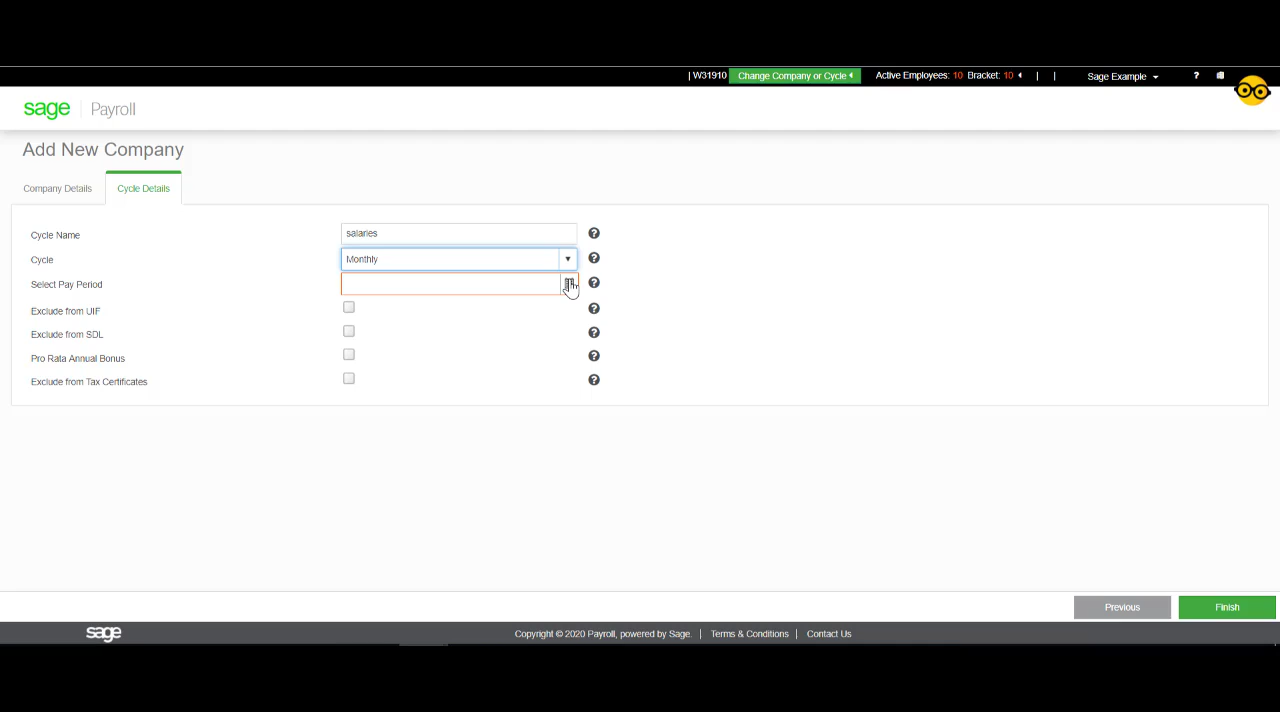 | W31910 Change Company or Cycle Active Employees: 10 Bracket: 10 | | Sage Example ?
sage Payroll
Add New Company
Company Details Cycle Details
Cycle Name salaries ?
Cycle Monthly ?
Select Pay Period ?
Exclude from UIF ?
Exclude from SDL ?
Pro Rata Annual Bonus ?
Exclude from Tax Certificates ?
Previous Finish
sage Copyright © 2020 Payroll, powered by Sage. | Terms & Conditions | Contact Us